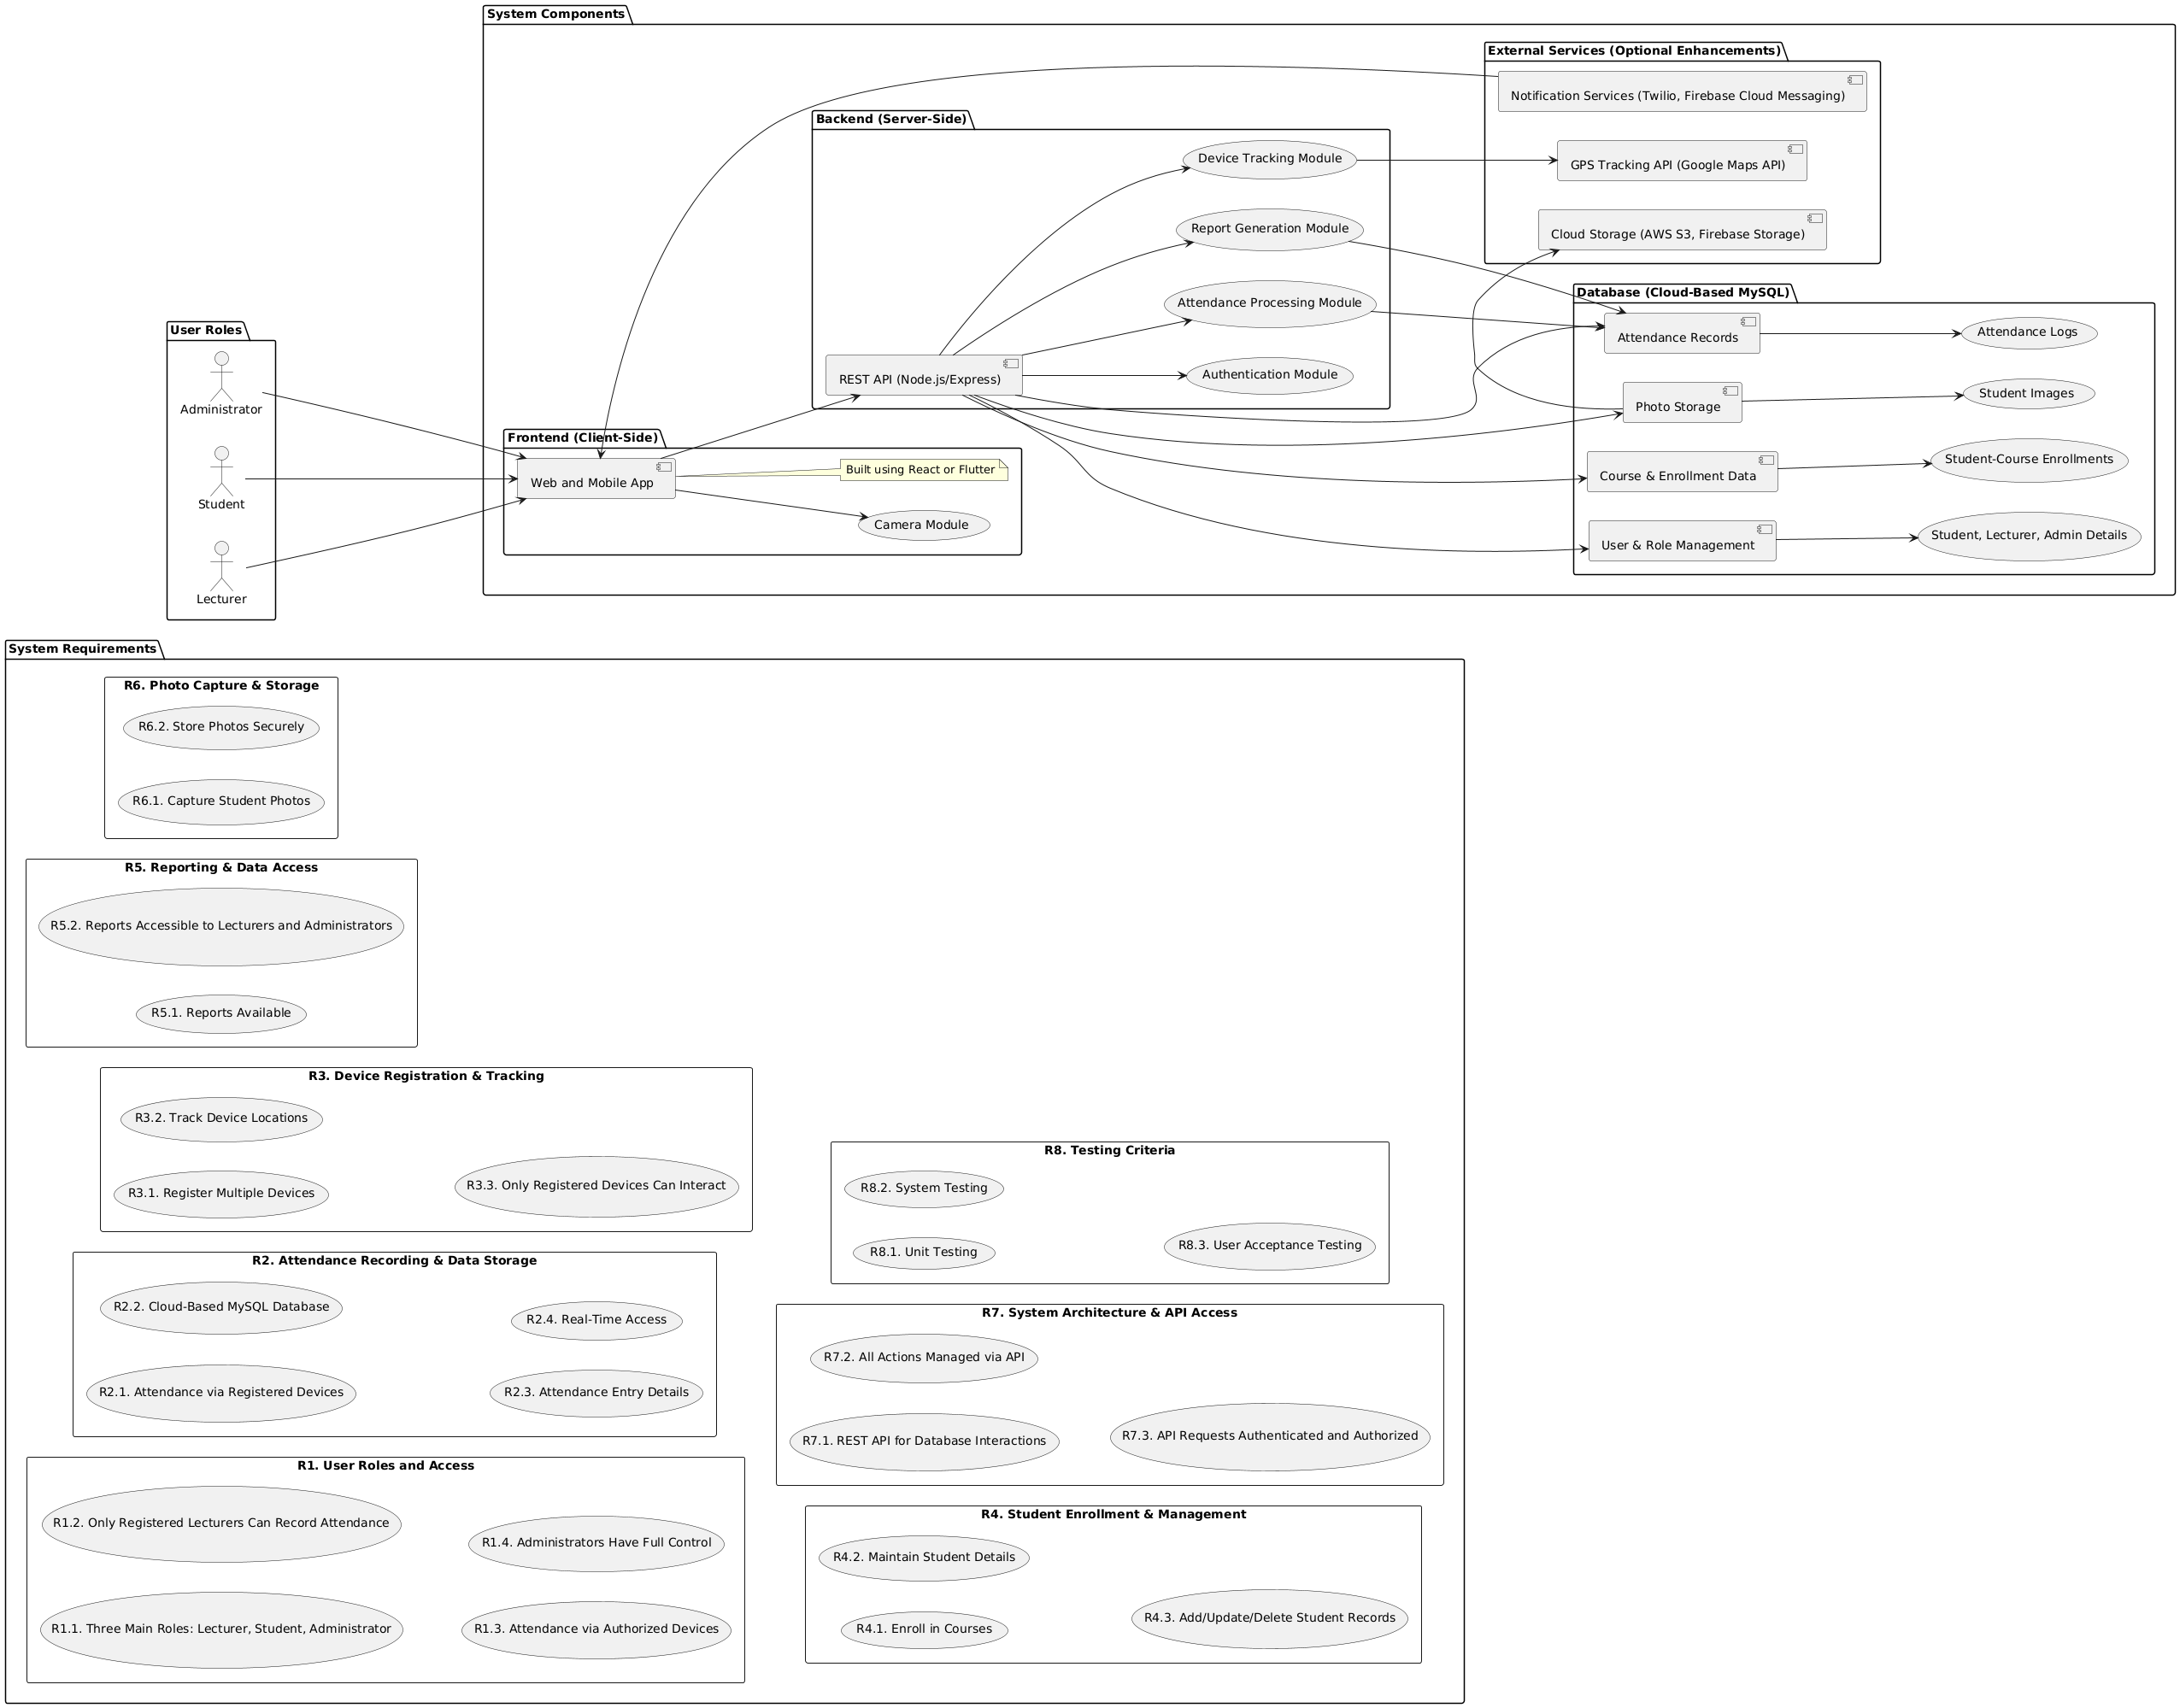 System Components
External Services (Optional Enhancements)
Notification Services (Twilio, Firebase Cloud Messaging)
GPS Tracking API (Google Maps API)
Cloud Storage (AWS S3, Firebase Storage)
Backend (Server-Side)
Device Tracking Module
Report Generation Module
Attendance Processing Module
REST API (Node.js/Express)
Authentication Module
Database (Cloud-Based MySQL)
Attendance Records
Attendance Logs
Photo Storage
Student Images
Course & Enrollment Data
Student-Course Enrollments
User & Role Management
Student, Lecturer, Admin Details
Frontend (Client-Side)
Web and Mobile App
Built using React or Flutter
Camera Module
User Roles
Administrator
Student
Lecturer
System Requirements
R6. Photo Capture & Storage
R6.2. Store Photos Securely
R6.1. Capture Student Photos
R5. Reporting & Data Access
R5.2. Reports Accessible to Lecturers and Administrators
R5.1. Reports Available
R3. Device Registration & Tracking
R3.2. Track Device Locations
R3.1. Register Multiple Devices
R3.3. Only Registered Devices Can Interact
R2. Attendance Recording & Data Storage
R2.2. Cloud-Based MySQL Database
R2.4. Real-Time Access
R2.1. Attendance via Registered Devices
R2.3. Attendance Entry Details
R1. User Roles and Access
R1.2. Only Registered Lecturers Can Record Attendance
R1.4. Administrators Have Full Control
R1.1. Three Main Roles: Lecturer, Student, Administrator
R1.3. Attendance via Authorized Devices
R8. Testing Criteria
R8.2. System Testing
R8.1. Unit Testing
R8.3. User Acceptance Testing
R7. System Architecture & API Access
R7.2. All Actions Managed via API
R7.1. REST API for Database Interactions
R7.3. API Requests Authenticated and Authorized
R4. Student Enrollment & Management
R4.2. Maintain Student Details
R4.1. Enroll in Courses
R4.3. Add/Update/Delete Student Records